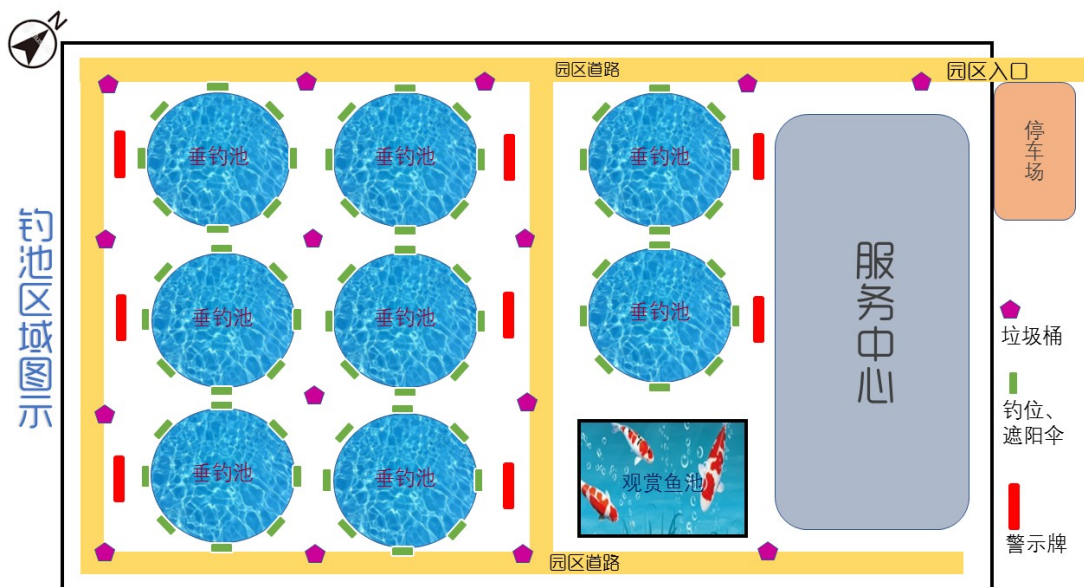 N
园区道路
园区入口
垂钓池
垂钓池
垂钓池
停车场
钓池区域图示
服务中心
垂钓池
垂钓池
垂钓池
垃圾桶
钓位、
遮阳伞
垂钓池
垂钓池
观赏鱼池
警示牌
园区道路